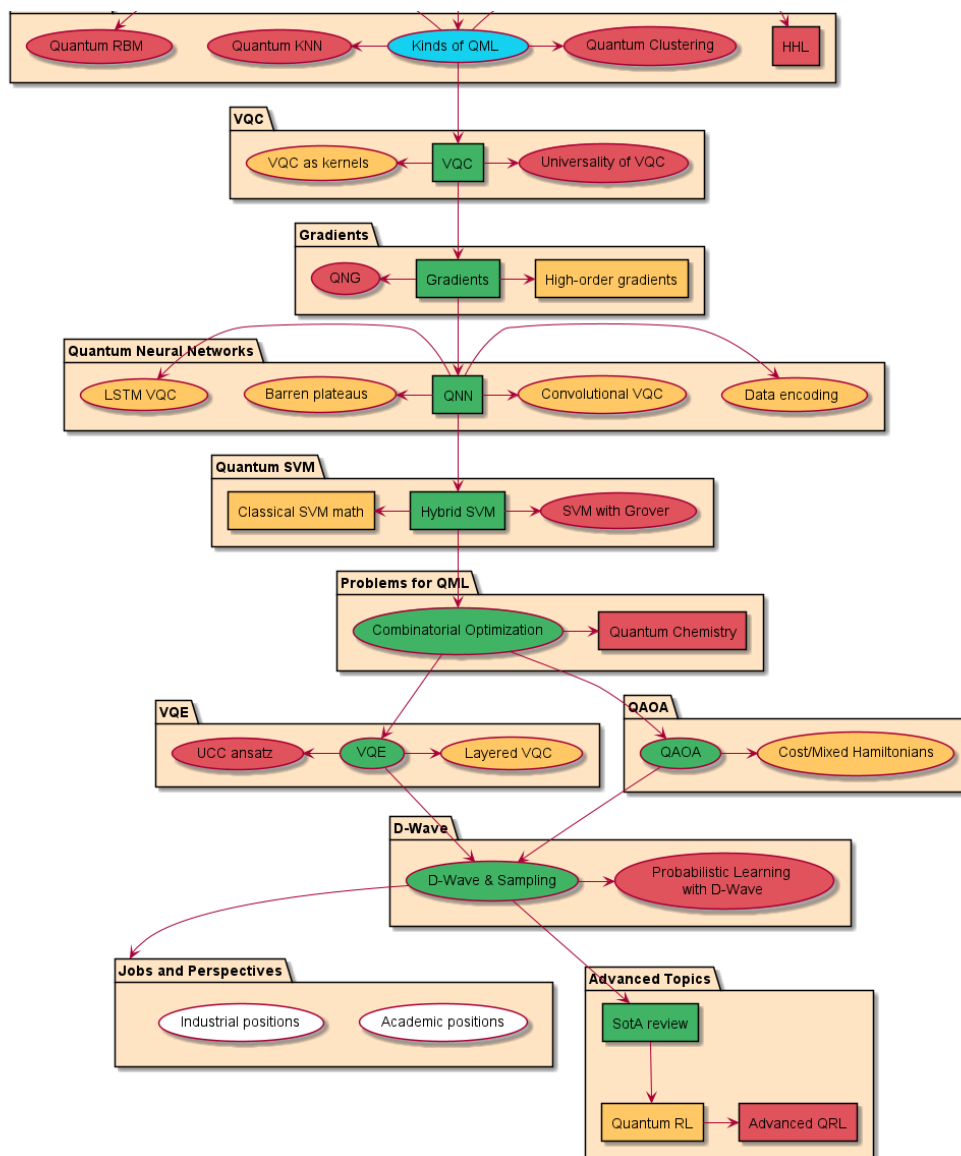 Quantum RBM
Quantum KNN
Kinds of QML
Quantum Clustering
HHL
VQC
VQC as kernels
VQC
Universality of VQC
Gradients
QNG
Gradients
High-order gradients
Quantum Neural Networks
LSTM VQC
Barren plateaus
QNN
Convolutional VQC
Data encoding
Quantum SVM
Classical SVM math
Hybrid SVM
SVM with Grover
Problems for QML
Combinatorial Optimization
Quantum Chemistry
VQE
UCC ansatz
VQE
Layered VQC
QAOA
QAOA
Cost/Mixed Hamiltonians
D-Wave
D-Wave & Sampling
Probabilistic Learning
with D-Wave
Jobs and Perspectives
Industrial positions
Academic positions
Advanced Topics
SotA review
Quantum RL
Advanced QRL